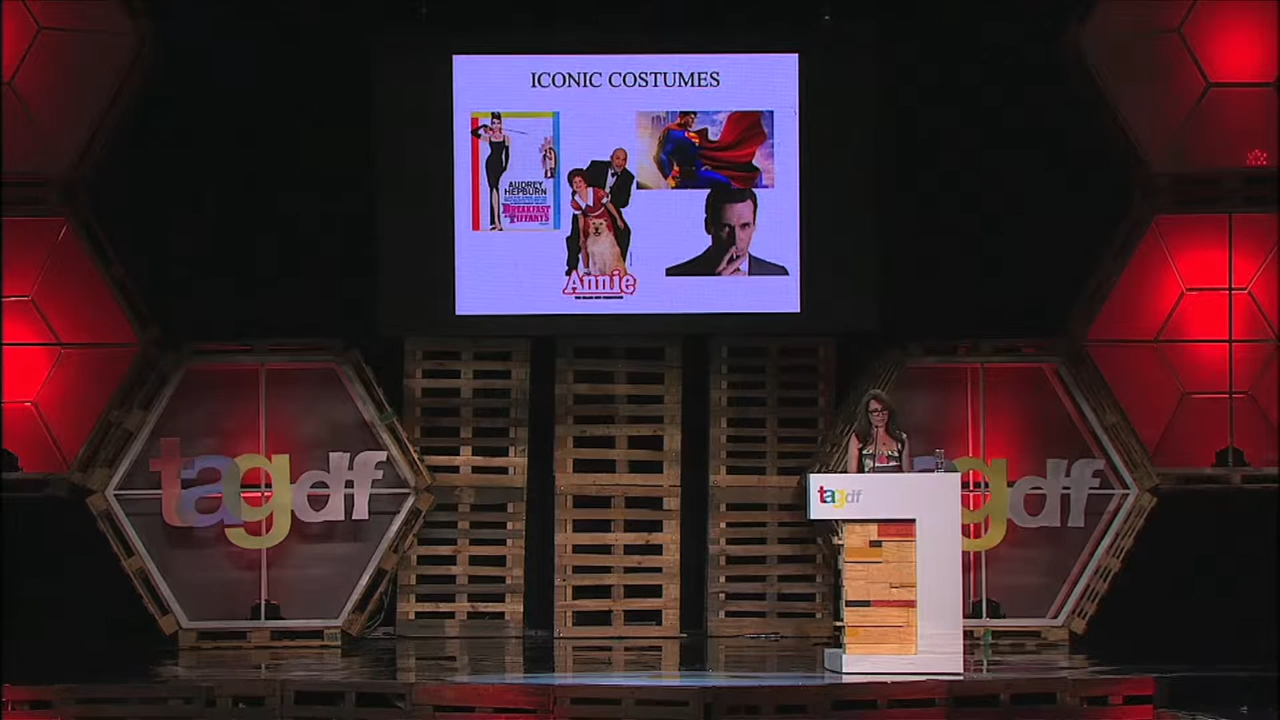 ICONIC COSTUMES
AUDREY
HEPBURN
BREAKFAST
TIFFANY'S
Annie
tagdf
tagdf
tagdf